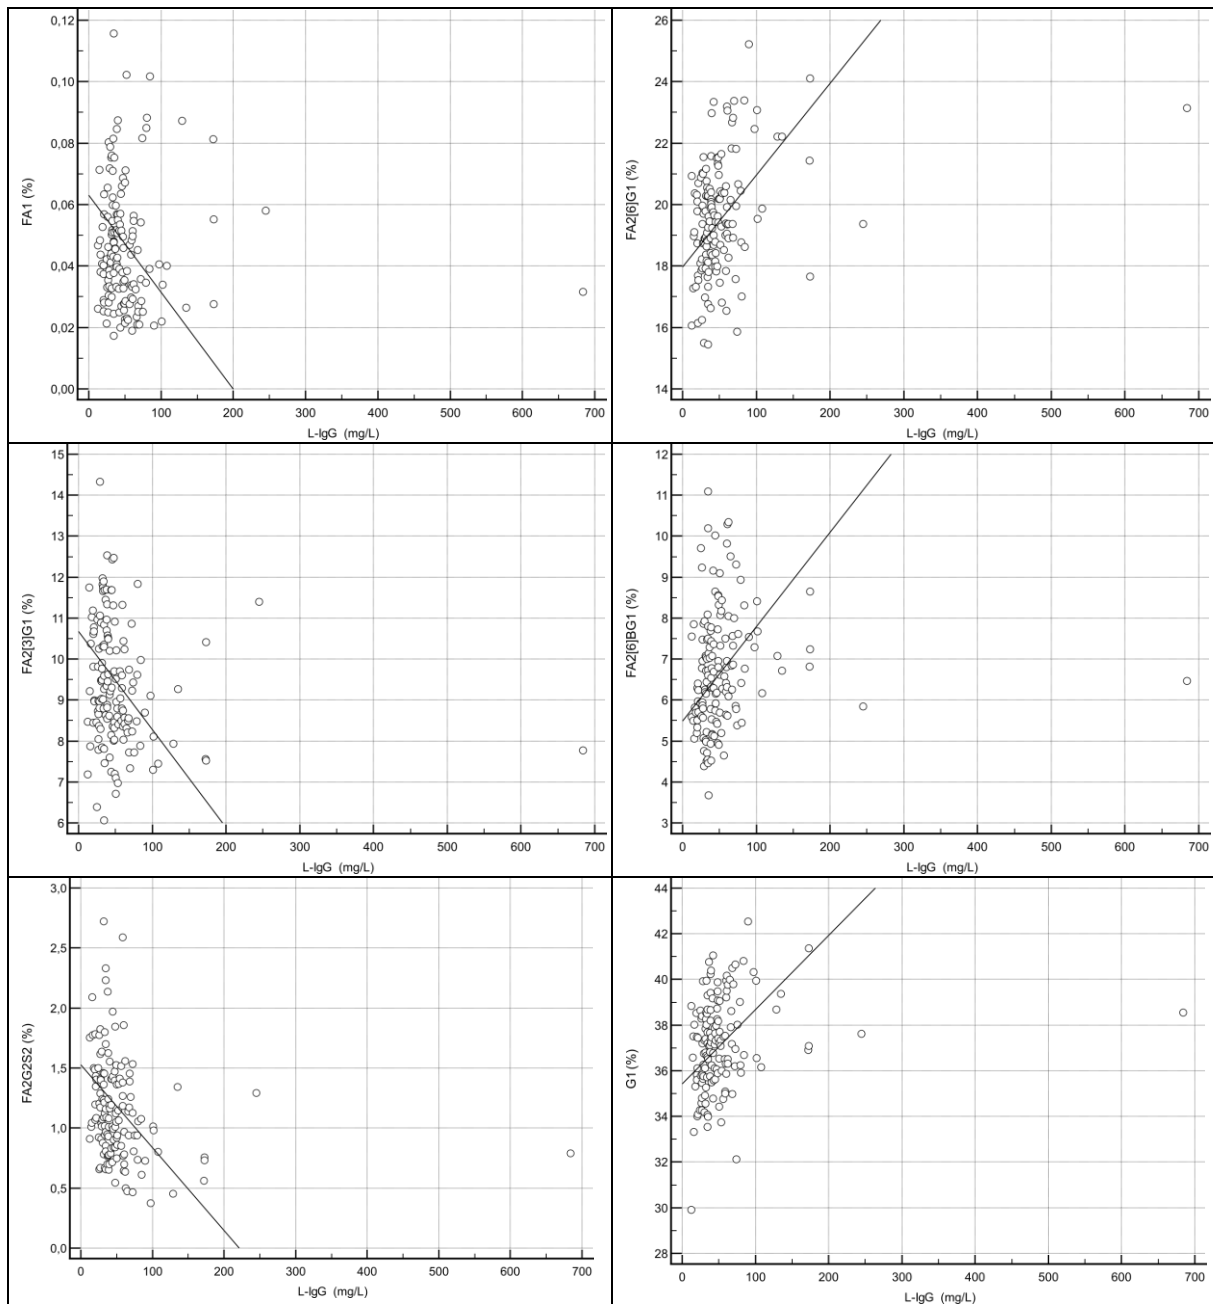 0,12
0,10
0,08
0,06
0,04
0,02
0,00
FA1 (%)
0 100 200 300 400 500 600 700
L-IgG (mg/L)
26
24
22
20
18
16
14
FA2[6]G1 (%)
0 100 200 300 400 500 600 700
L-IgG (mg/L)
15
14
13
12
11
10
9
8
7
6
FA2[3]G1 (%)
0 100 200 300 400 500 600 700
L-IgG (mg/L)
12
11
10
9
8
7
6
5
4
3
FA2[6]BG1 (%)
0 100 200 300 400 500 600 700
L-IgG (mg/L)
3,0
2,5
2,0
1,5
1,0
0,5
0,0
FA2G2S2 (%)
0 100 200 300 400 500 600 700
L-IgG (mg/L)
44
42
40
38
36
34
32
30
28
G1 (%)
0 100 200 300 400 500 600 700
L-IgG (mg/L)